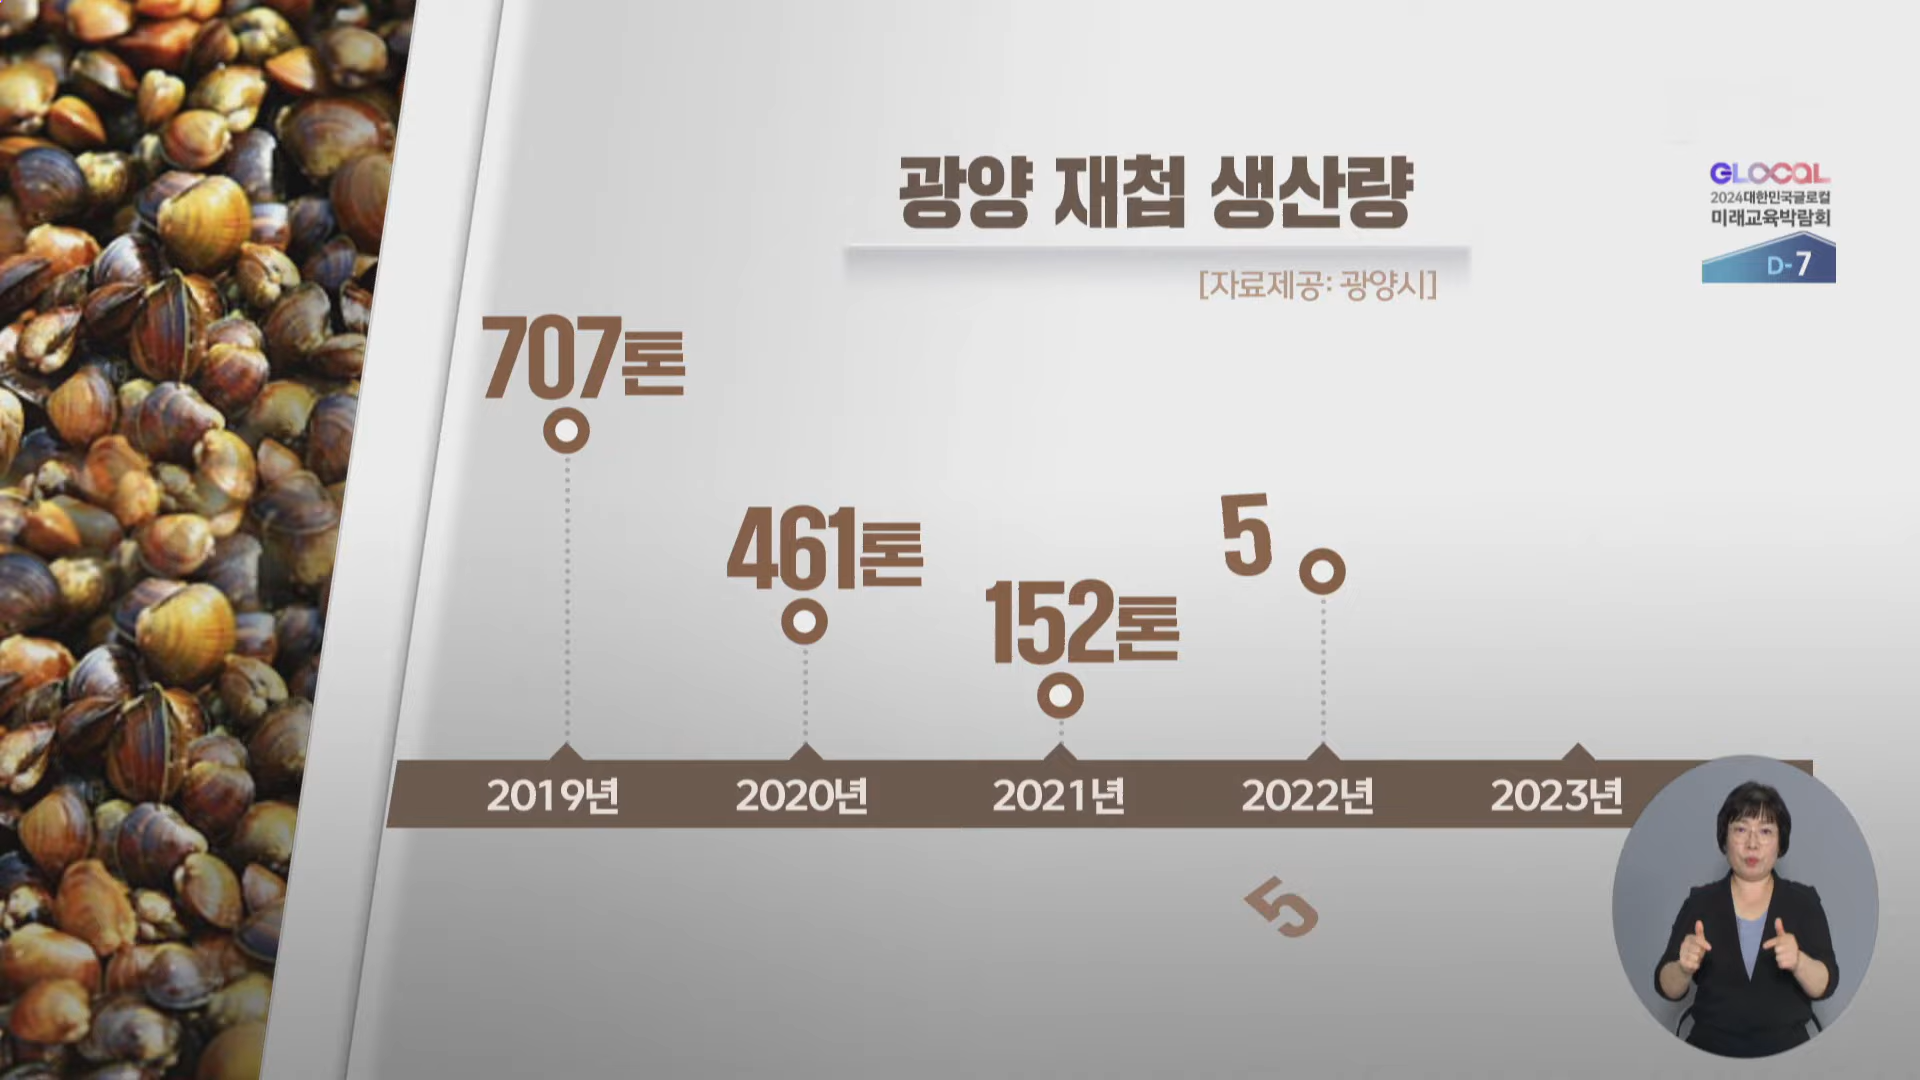 광양 재첩 생산량
[자료제공: 광양시]
GLOCAL
2024대한민국글로컬
미래교육박람회
D-7
707톤
461톤
152톤
5
2019년
2020년
2021년
2022년
2023년
5